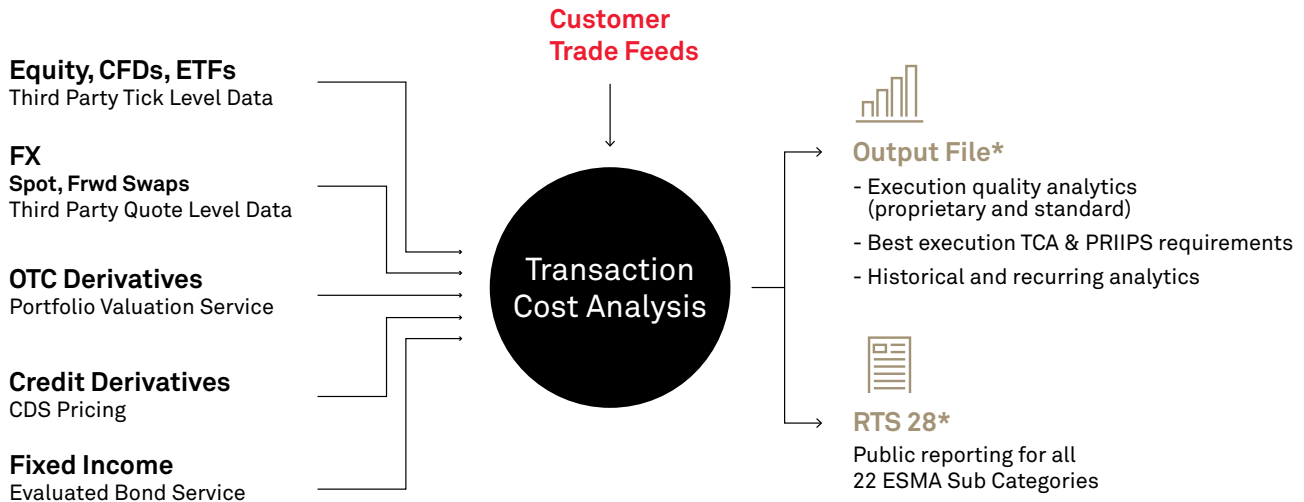 Customer
Trade Feeds
Equity, CFDs, ETFs
Third Party Tick Level Data
FX
Spot, Frwd Swaps
Third Party Quote Level Data
OTC Derivatives
Portfolio Valuation Service
Credit Derivatives
CDS Pricing
Fixed Income
Evaluated Bond Service
Transaction
Cost Analysis
Output File*
- Execution quality analytics
(proprietary and standard)
- Best execution TCA & PRIIPS requirements
- Historical and recurring analytics
RTS 28*
Public reporting for all
22 ESMA Sub Categories